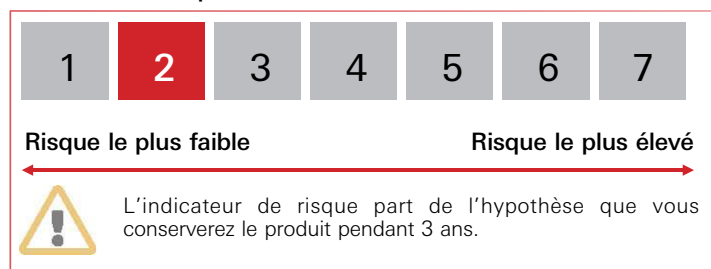 1 2 3 4 5 6 7
Risque le plus faible Risque le plus élevé
L'indicateur de risque part de l'hypothèse que vous
conserverez le produit pendant 3 ans.